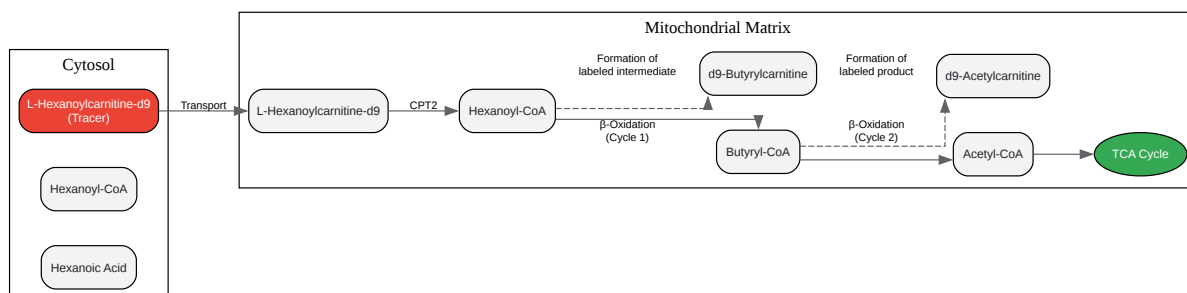 Cytosol
L-Hexanoylcarnitine-d9
(Tracer)
Hexanoyl-CoA
Hexanoic Acid
Transport
Mitochondrial Matrix
L-Hexanoylcarnitine-d9
CPT2
Hexanoyl-CoA
Formation of
labeled intermediate
β-Oxidation
(Cycle 1)
d9-Butyrylcarnitine
Butyryl-CoA
Formation of
labeled product
β-Oxidation
(Cycle 2)
d9-Acetylcarnitine
Acetyl-CoA
TCA Cycle